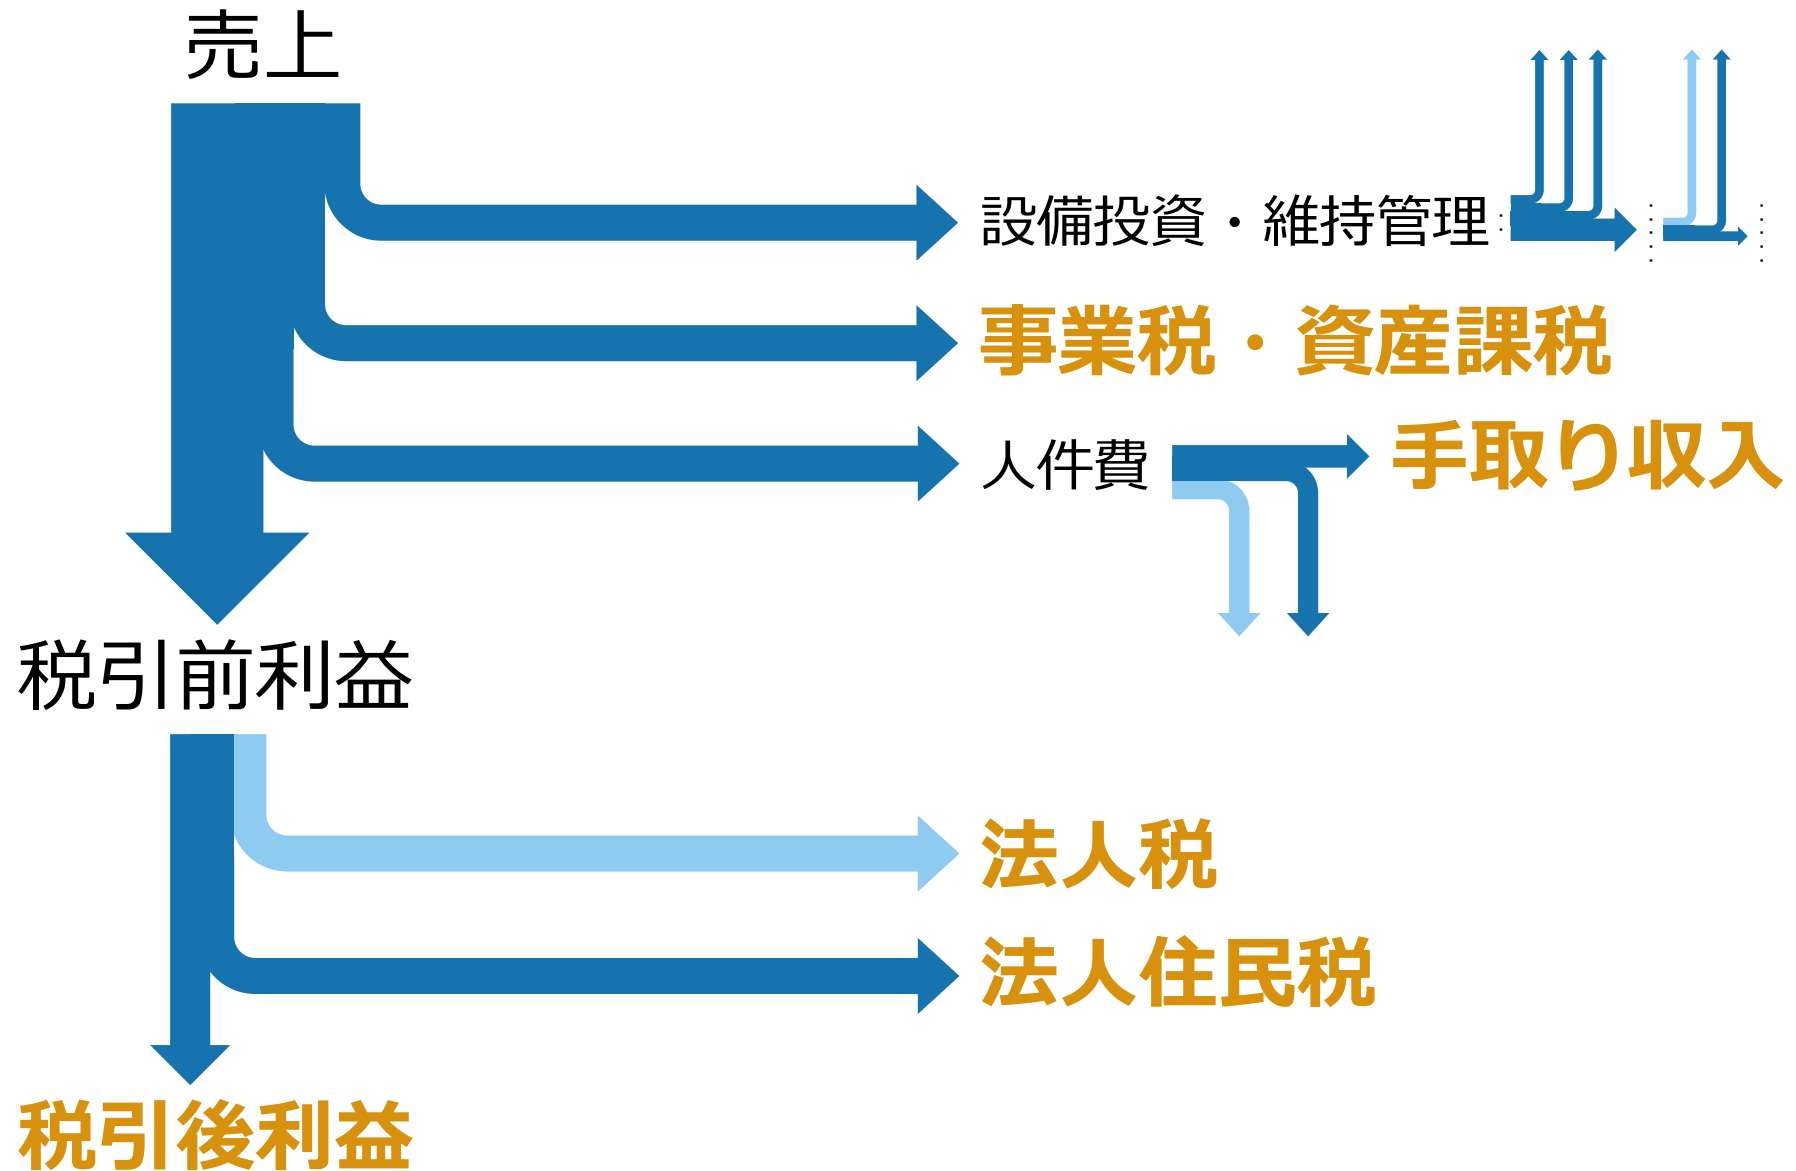 売上
設備投資・維持管理
事業税・資産課税
人件費
手取り収入
税引前利益
法人税
法人住民税
税引後利益